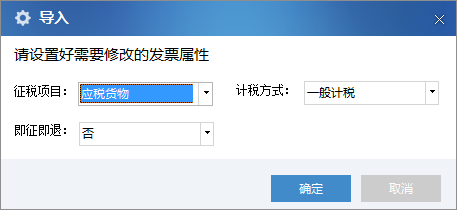 导入
请设置好需要修改的发票属性
征税项目： 应税货物 计税方式： 一般计税
即征即退： 否
确定 取消